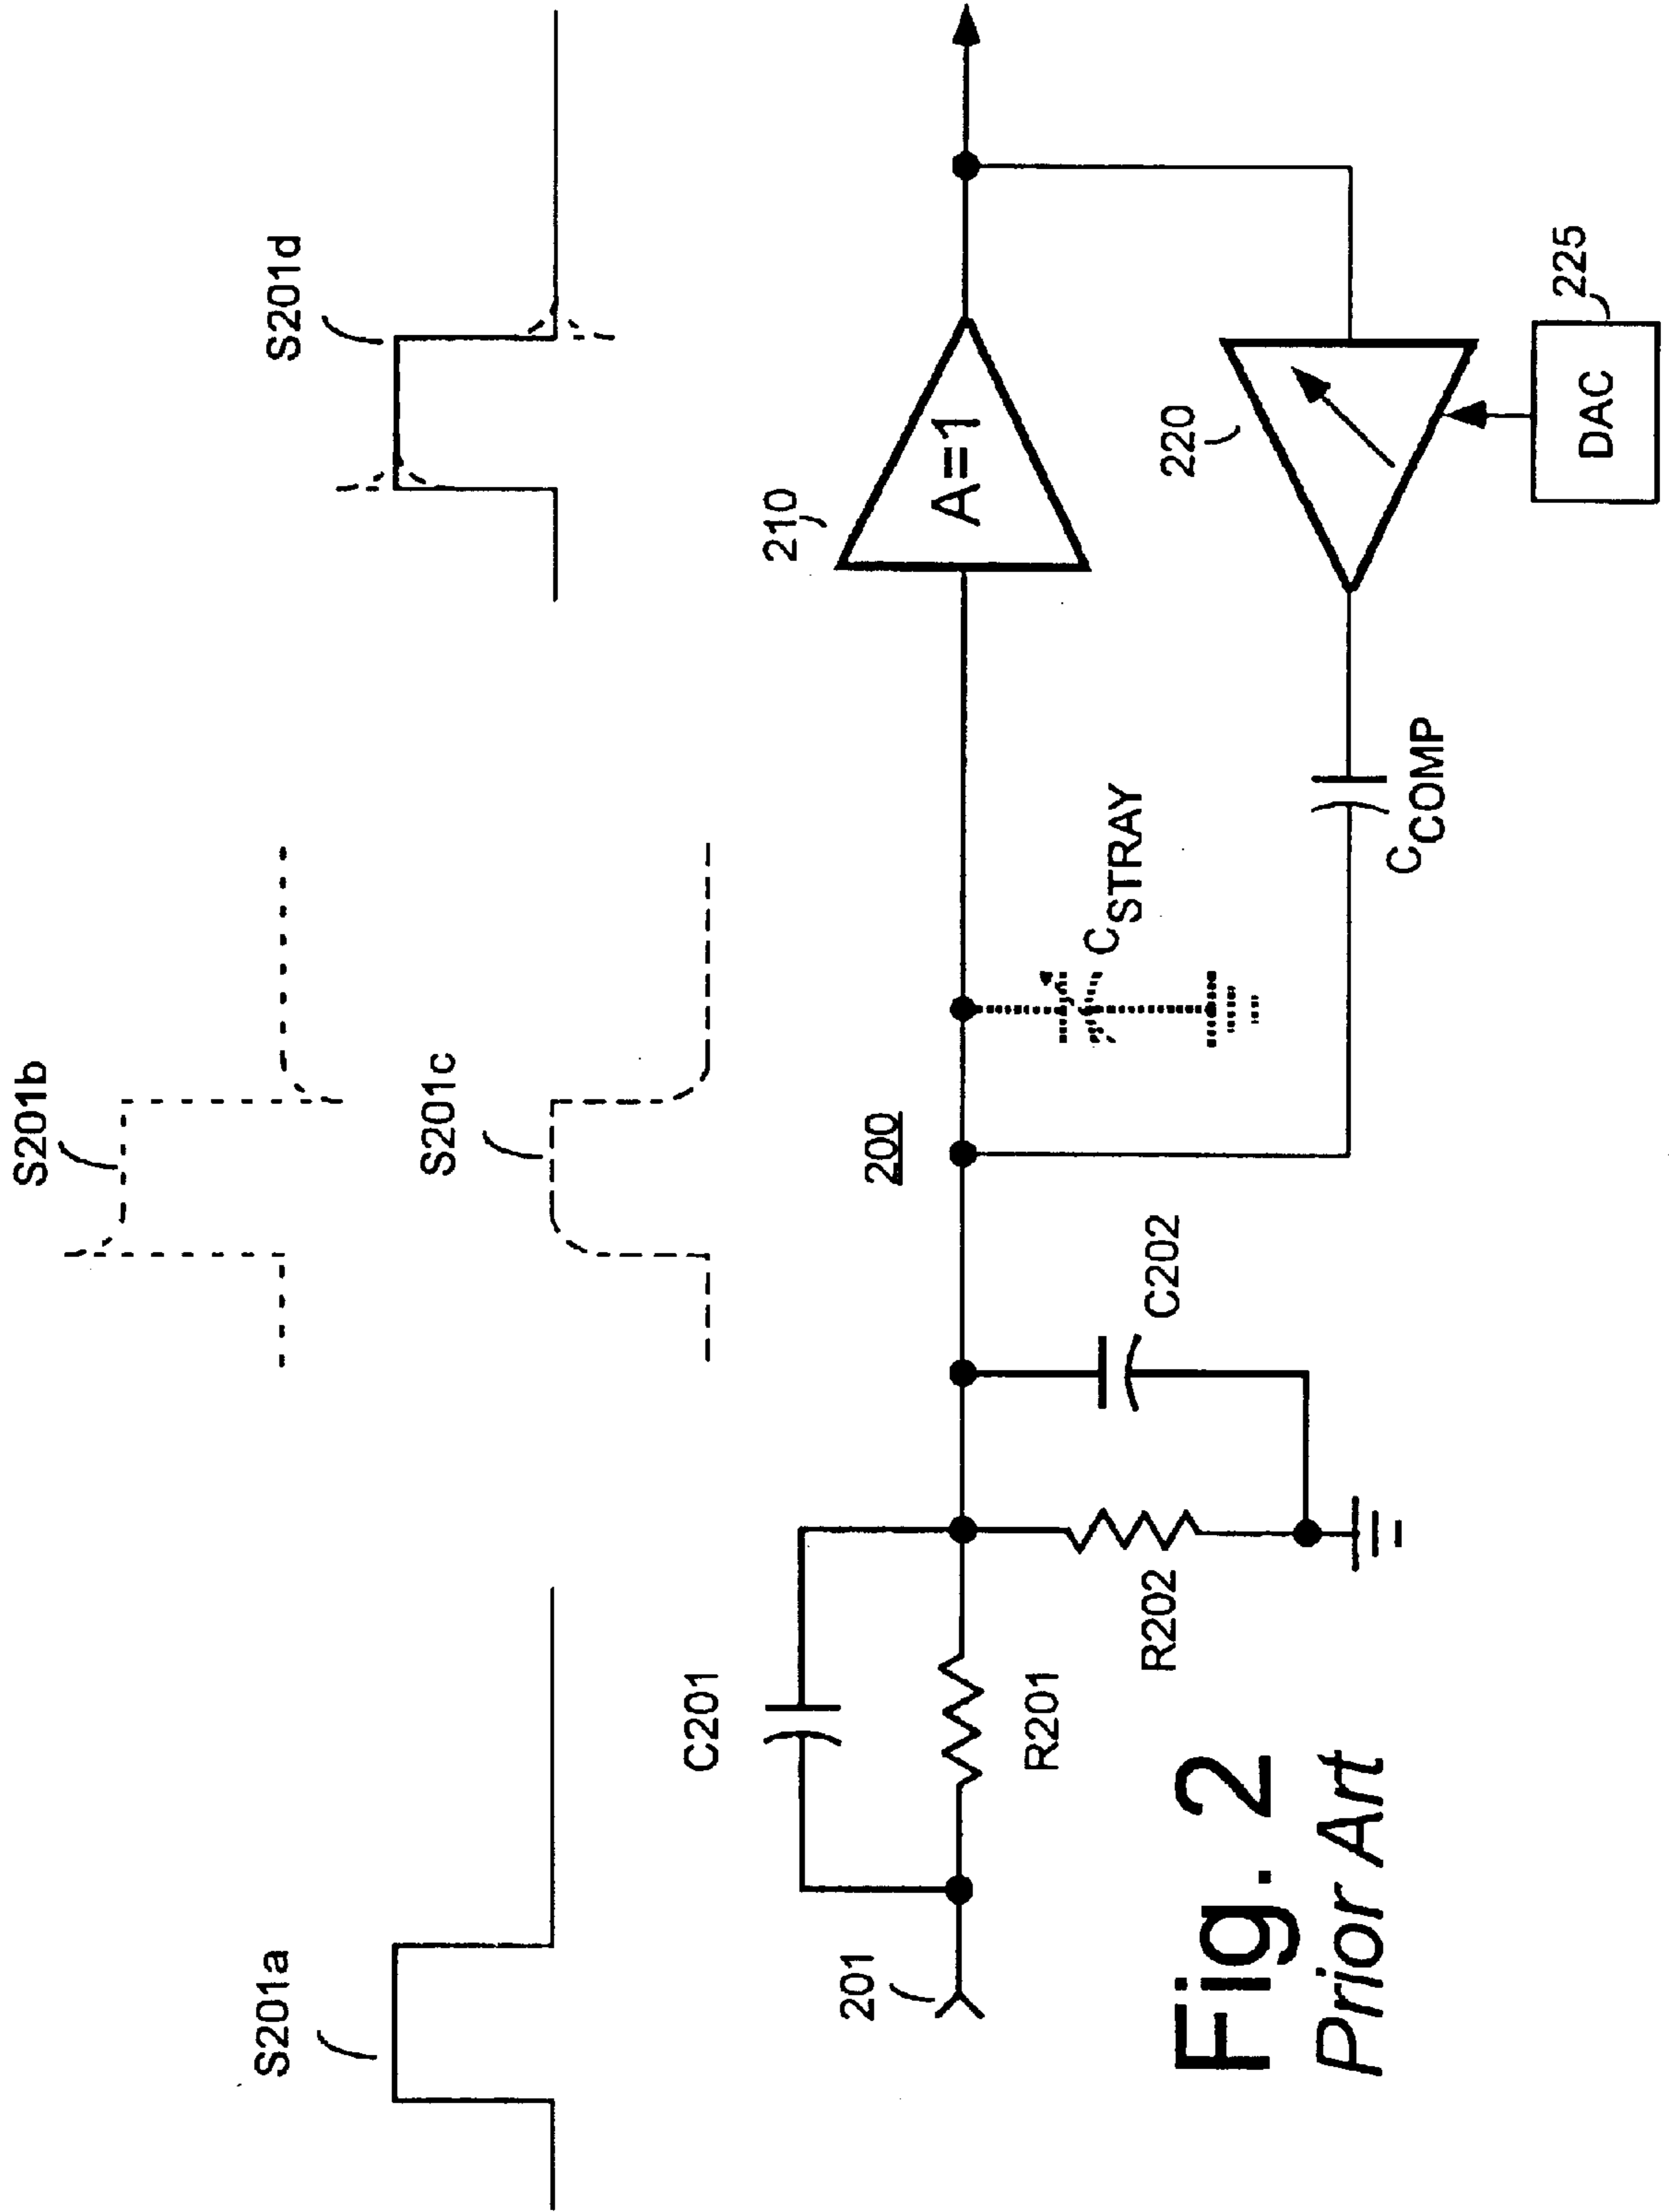 S201b
S201a
S201c
S201d
200
C201
210
A=1
201
R201
C202
CSTRAY
R202
220
CCOMP
DAC
225
Fig. 2
Prior Art